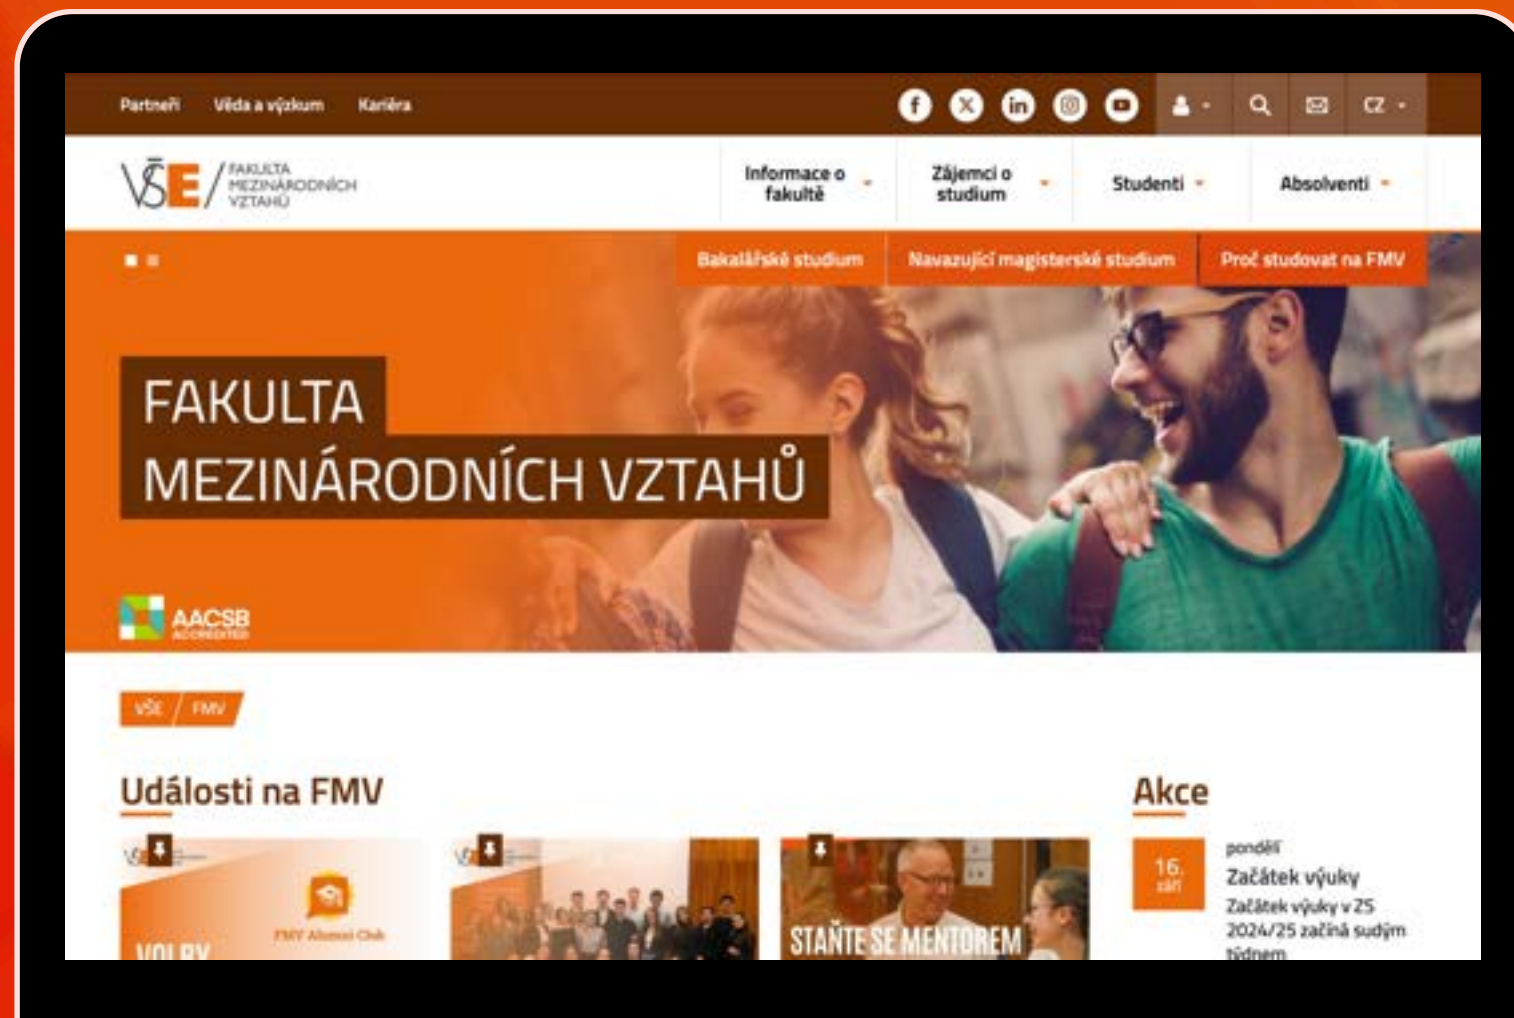 Partneři Věda a výzkum Kariéra
CZ
VŠE / FAKULTA
MEZINÁRODNÍCH
VZTAHŮ
Informace o
fakultě
Zájemci o
studium
Studenti
Absolventi
Bakalářské studium
Navazující magisterské studium
Proč studovat na FMV
FAKULTA
MEZINÁRODNÍCH VZTAHŮ
AACSB
ACCREDITED
VŠE / FMV
Události na FMV
FMV Alumni Club
VOLBY
STAŇTE SE MENTOREM
Akce
16.
září
pondělí
Začátek výuky
Začátek výuky v ZS
2024/25 začíná sudým
týdnem